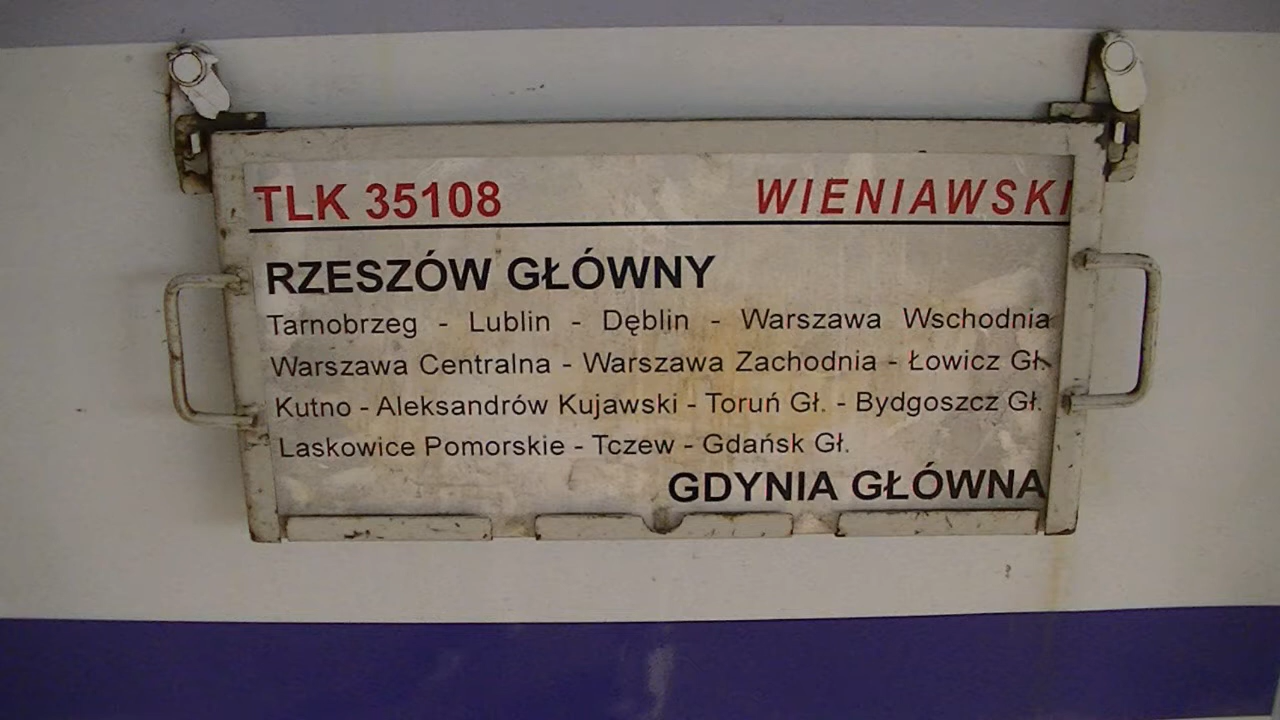 TLK 35108 WIENIAWSKI
RZESZÓW GŁÓWNY
Tarnobrzeg - Lublin - Dęblin - Warszawa Wschodnia
Warszawa Centralna - Warszawa Zachodnia - Łowicz Gł.
Kutno - Aleksandrów Kujawski - Toruń Gł. - Bydgoszcz Gł.
Laskowice Pomorskie - Tczew - Gdańsk Gł.
GDYNIA GŁÓWNA